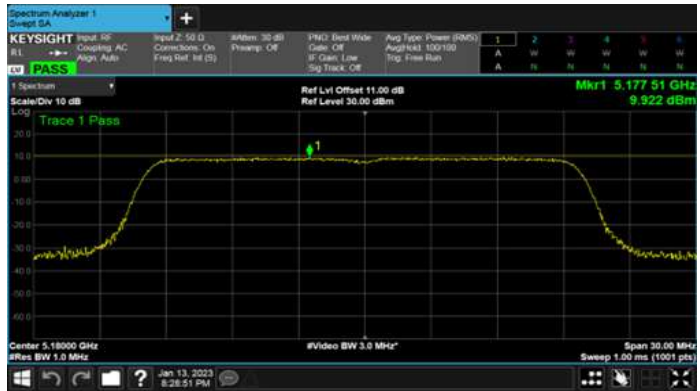 Spectrum Analyzer 1
Swept SA
+
KEYSIGHT Input: RF Input Z: 50 Ω #Atten: 30 dB PNO: Best Wide Avg Type: Power (RMS) 1 2 3 4 5 6
RL Coupling: AC Corrections: On Preamp: Off Gate: Off Avg|Hold: 100/100 A W W W W W
Align: Auto Freq Ref: Int (S) IF Gain: Low Trig: Free Run
Sig Track: Off A N N N N N
LXI PASS
1 Spectrum
Scale/Div 10 dB
Ref Lvl Offset 11.00 dB
Ref Level 30.00 dBm
Mkr1 5.177 51 GHz
9.922 dBm
Log
Trace 1 Pass
20.0
10.0
1
0.00
-10.0
-20.0
-30.0
-40.0
-50.0
-60.0
Center 5.18000 GHz
#Res BW 1.0 MHz
#Video BW 3.0 MHz*
Span 30.00 MHz
Sweep 1.00 ms (1001 pts)
? Jan 13, 2023
8:28:51 PM